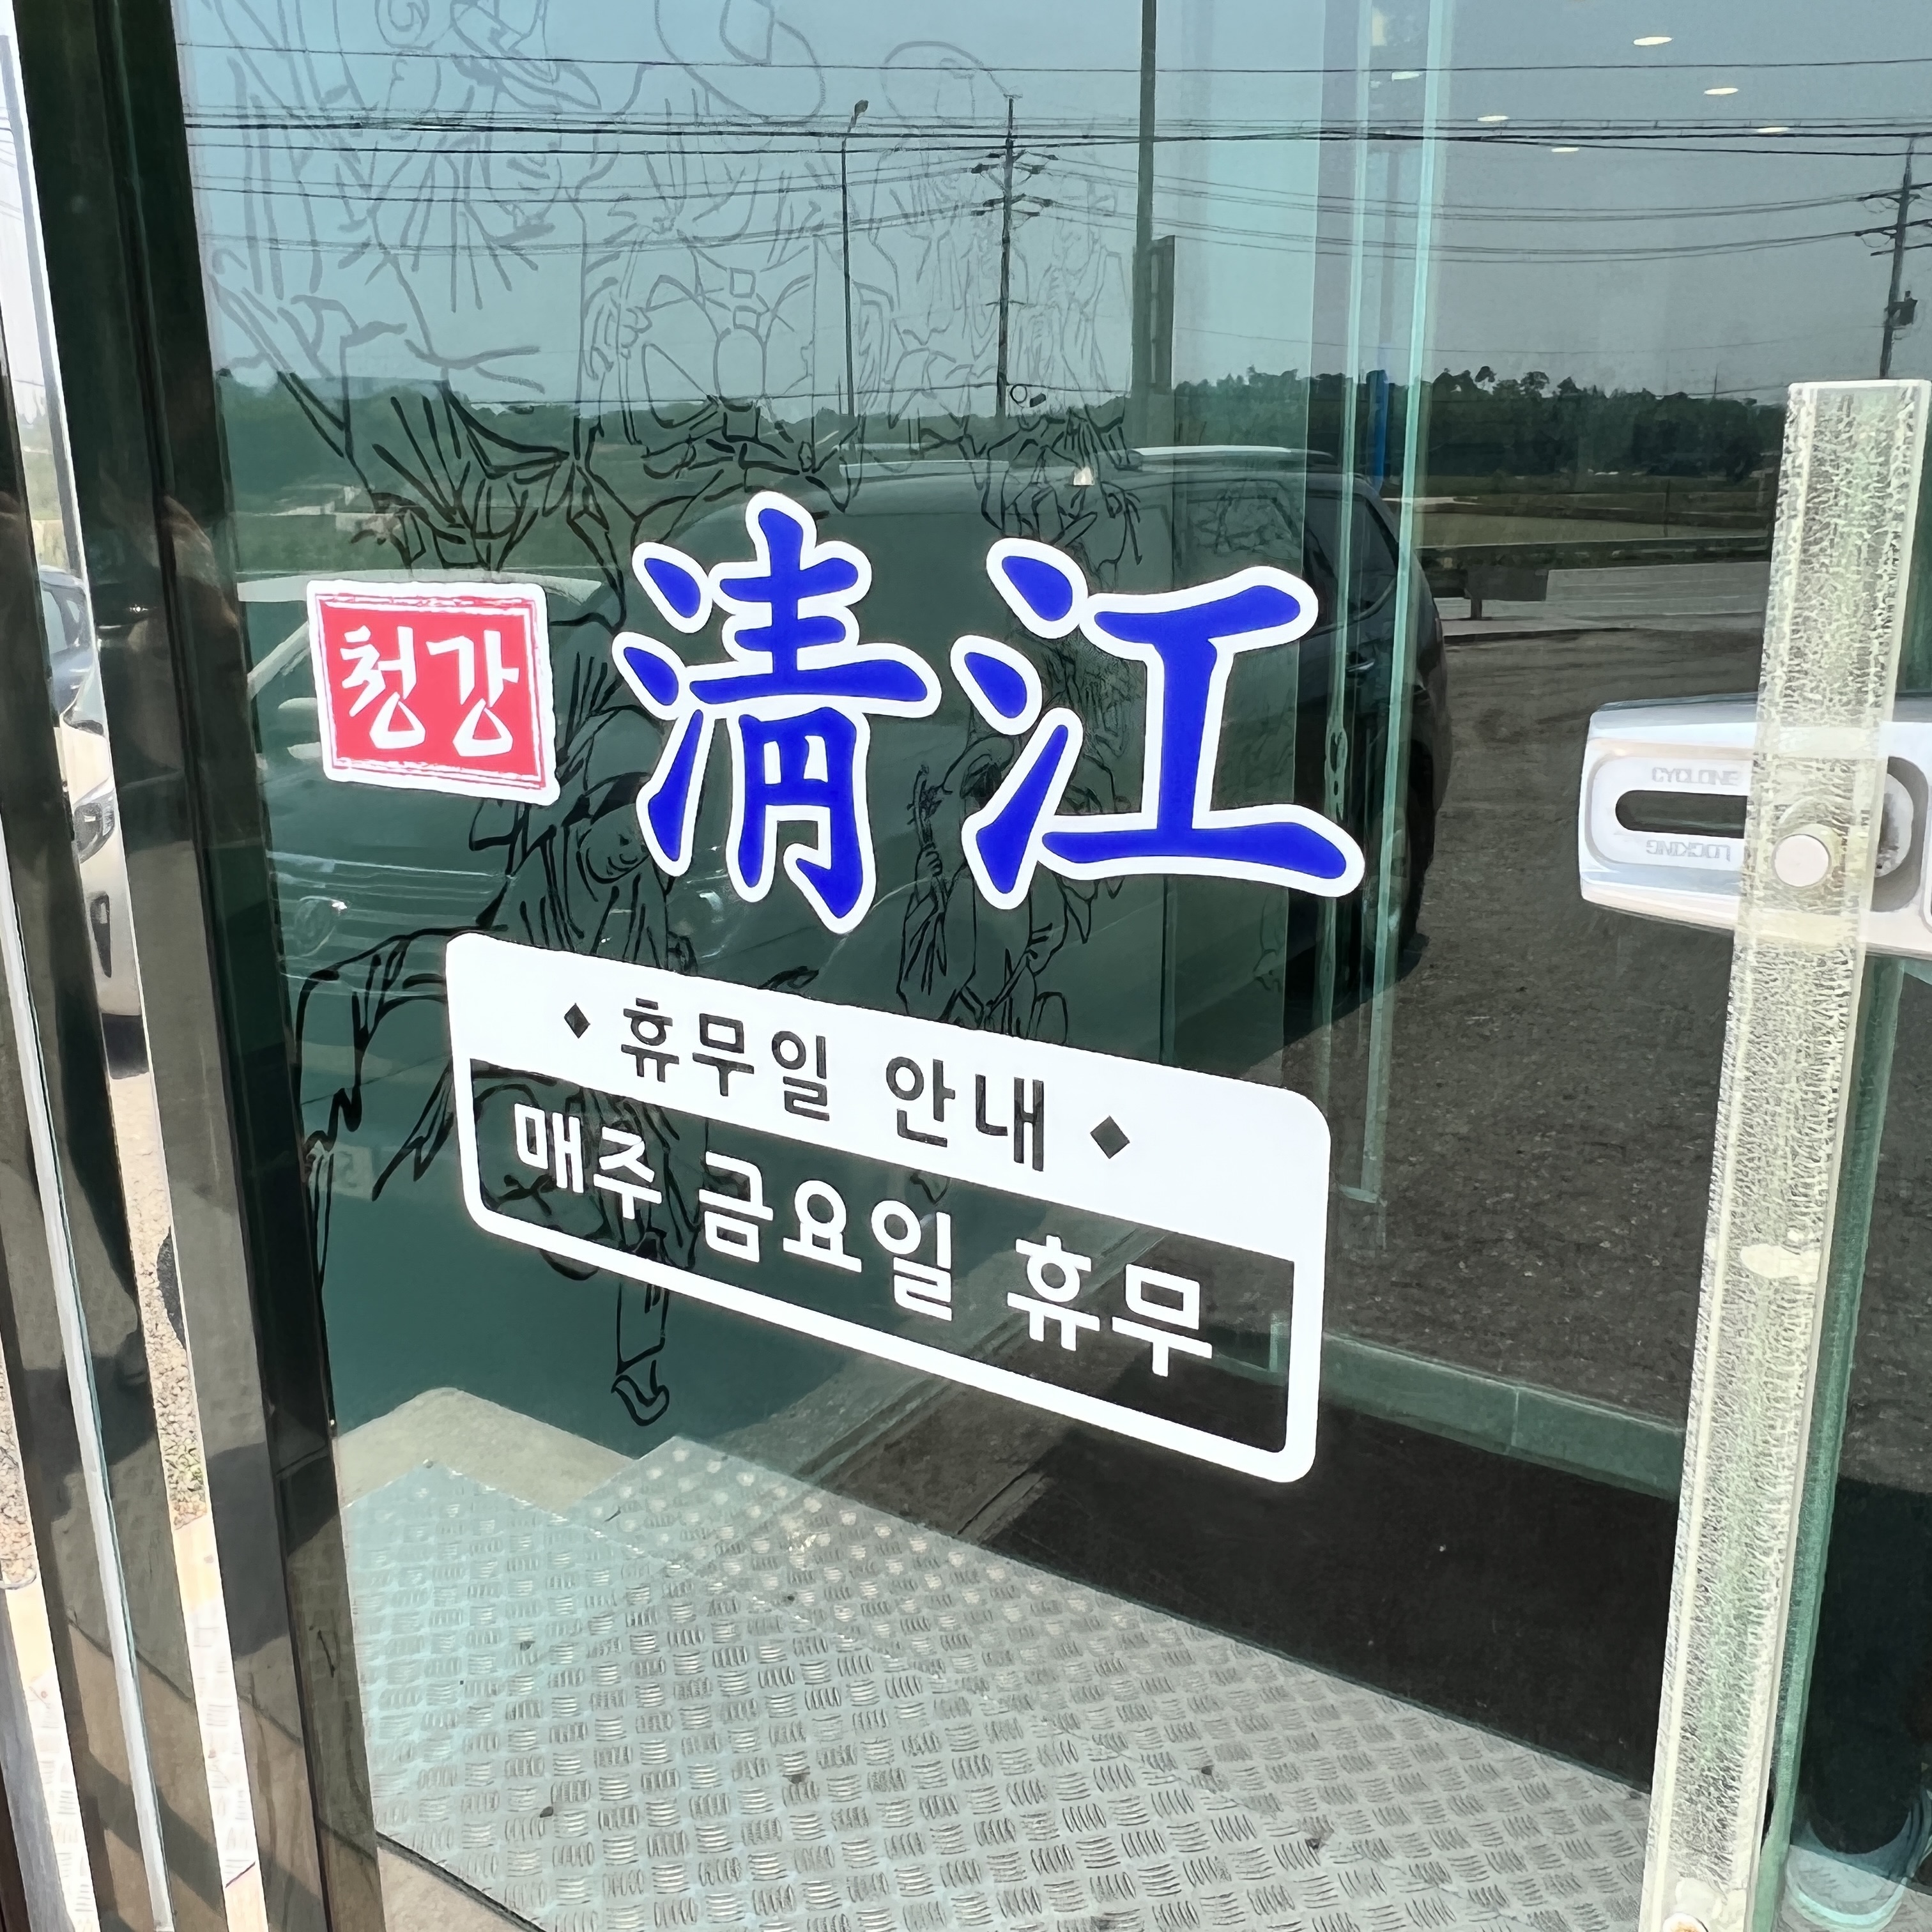 청강
清江
◆ 휴무일 안내 ◆
매주 금요일 휴무
CYCLONE
LOCKING